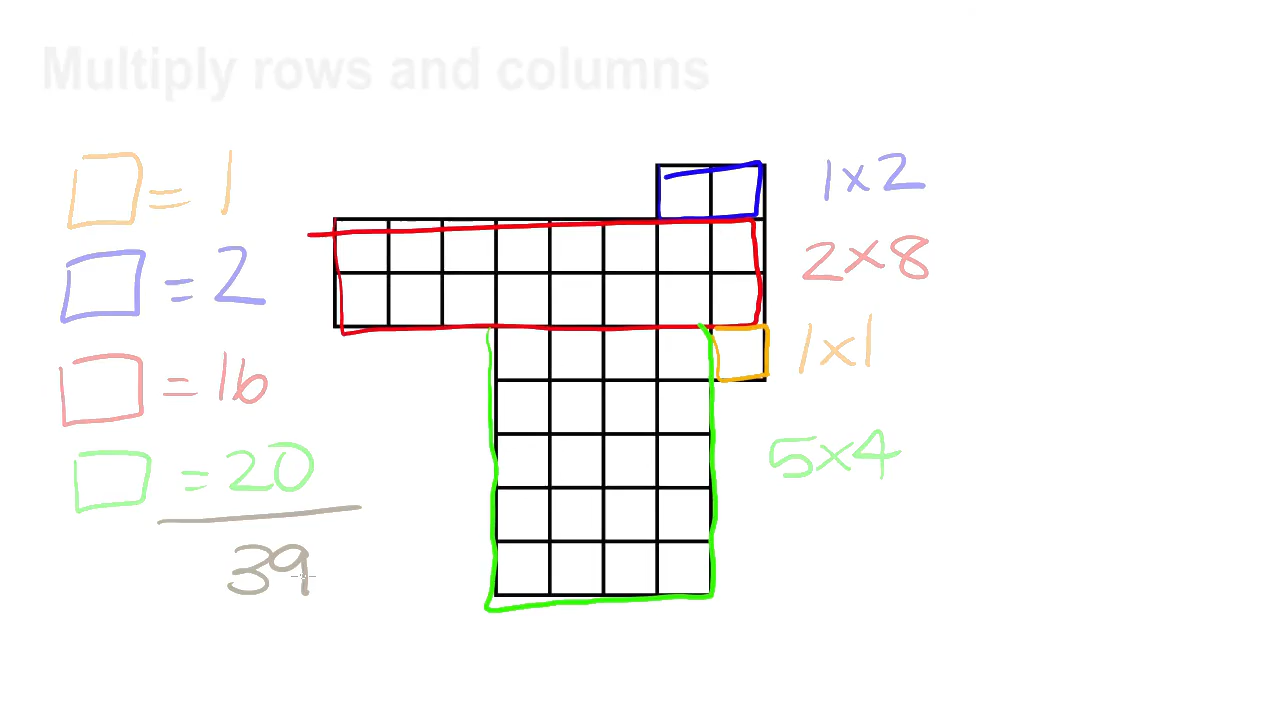 Multiply rows and columns
= 1
= 2
= 16
= 20
39
1x2
2x8
1x1
5x4